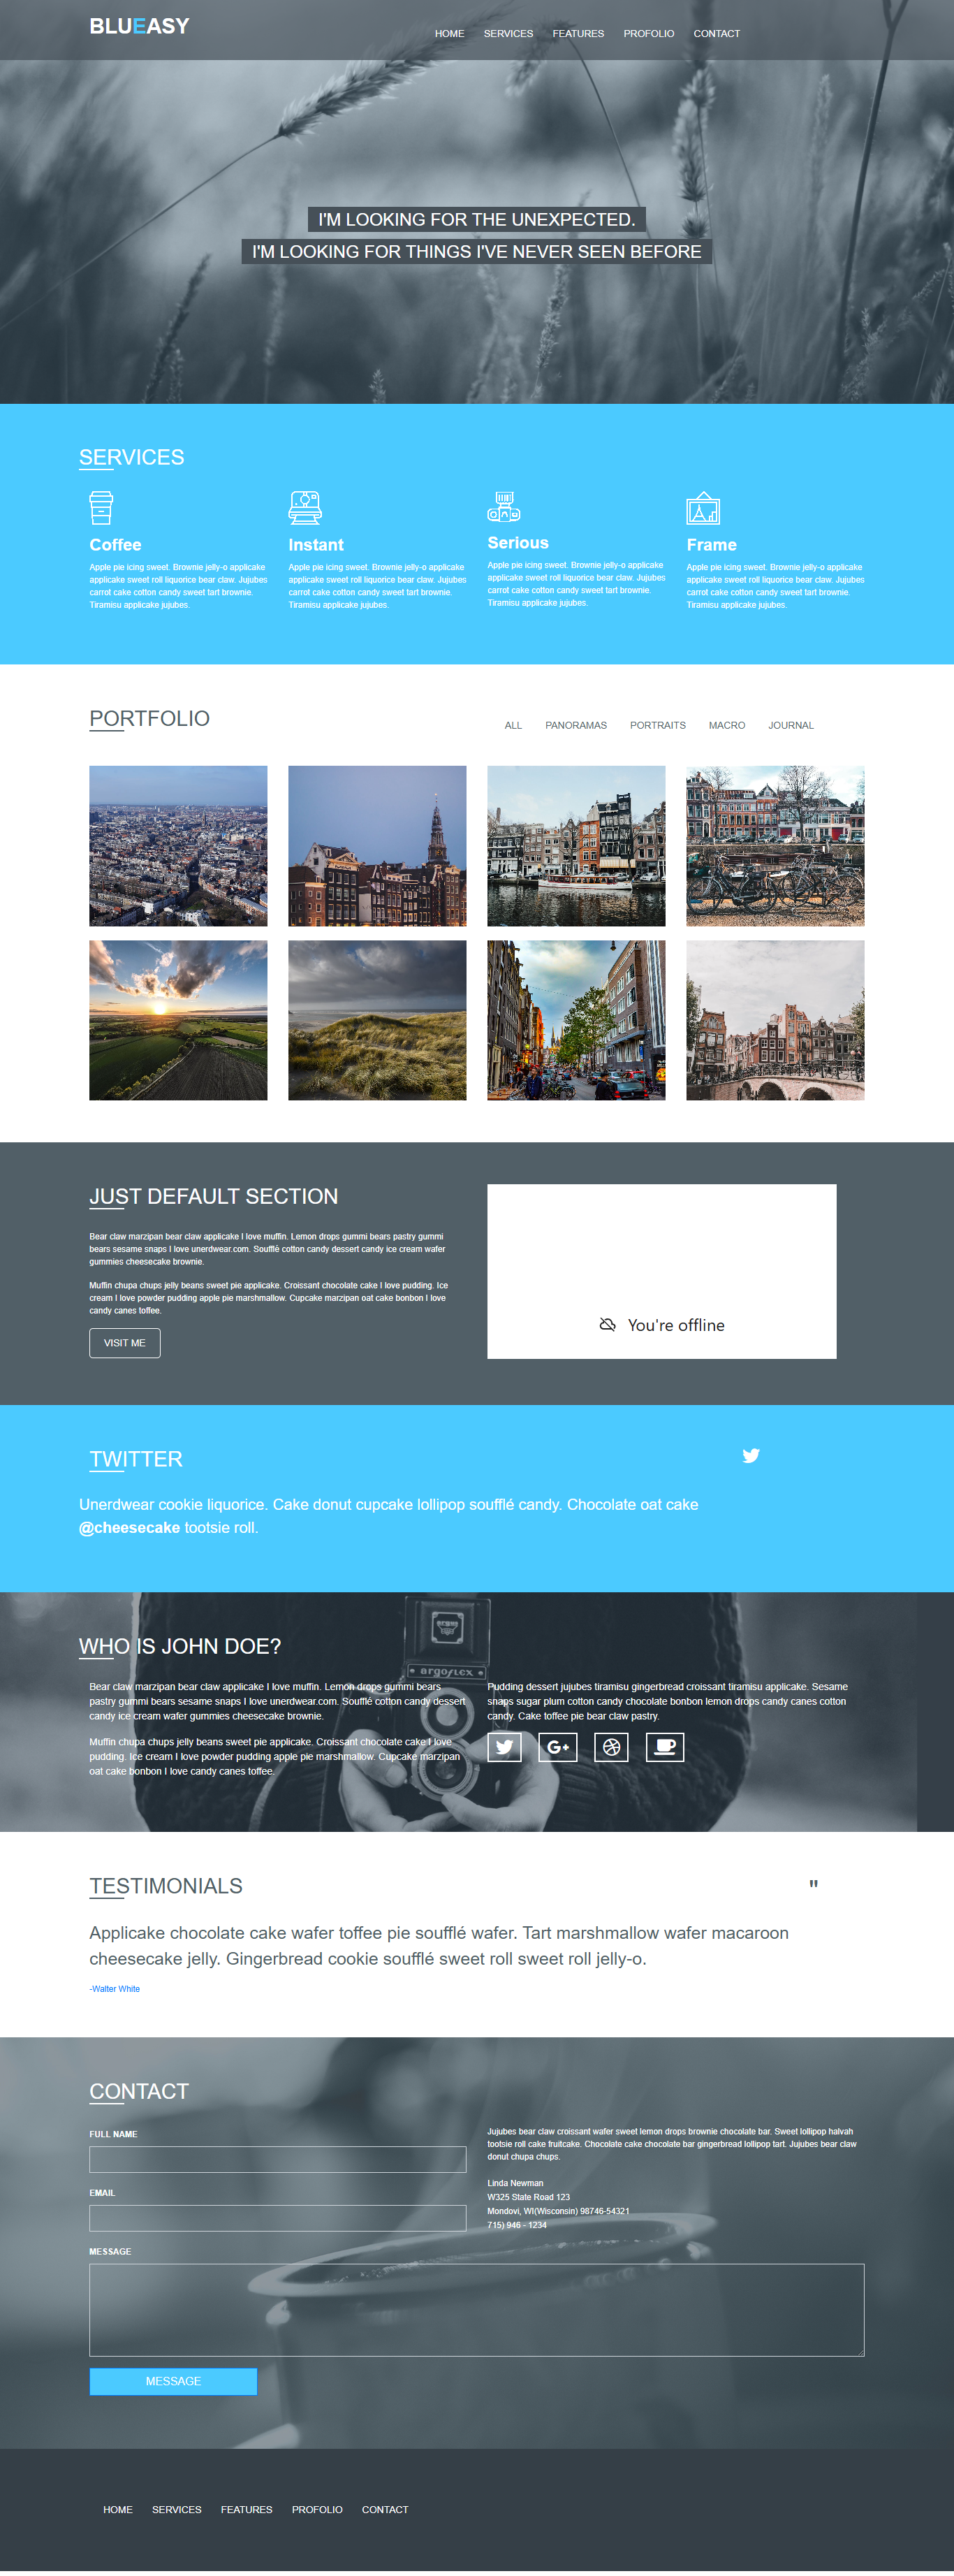 BLUEASY
HOME SERVICES FEATURES PROFOLIO CONTACT
I'M LOOKING FOR THE UNEXPECTED.
I'M LOOKING FOR THINGS I'VE NEVER SEEN BEFORE
SERVICES
Coffee
Apple pie icing sweet. Brownie jelly-o applicake
applicake sweet roll liquorice bear claw. Jujubes
carrot cake cotton candy sweet tart brownie.
Tiramisu applicake jujubes.
Instant
Apple pie icing sweet. Brownie jelly-o applicake
applicake sweet roll liquorice bear claw. Jujubes
carrot cake cotton candy sweet tart brownie.
Tiramisu applicake jujubes.
Serious
Apple pie icing sweet. Brownie jelly-o applicake
applicake sweet roll liquorice bear claw. Jujubes
carrot cake cotton candy sweet tart brownie.
Tiramisu applicake jujubes.
Frame
Apple pie icing sweet. Brownie jelly-o applicake
applicake sweet roll liquorice bear claw. Jujubes
carrot cake cotton candy sweet tart brownie.
Tiramisu applicake jujubes.
PORTFOLIO
ALL PANORAMAS PORTRAITS MACRO JOURNAL
JUST DEFAULT SECTION
Bear claw marzipan bear claw applicake I love muffin. Lemon drops gummi bears pastry gummi
bears sesame snaps I love unerdwear.com. Soufflé cotton candy dessert candy ice cream wafer
gummies cheesecake brownie.
Muffin chupa chups jelly beans sweet pie applicake. Croissant chocolate cake I love pudding. Ice
cream I love powder pudding apple pie marshmallow. Cupcake marzipan oat cake bonbon I love
candy canes toffee.
VISIT ME
You're offline
TWITTER
Unerdwear cookie liquorice. Cake donut cupcake lollipop soufflé candy. Chocolate oat cake
@cheesecake tootsie roll.
argoflex
WHO IS JOHN DOE?
Bear claw marzipan bear claw applicake I love muffin. Lemon drops gummi bears
pastry gummi bears sesame snaps I love unerdwear.com. Soufflé cotton candy dessert
candy ice cream wafer gummies cheesecake brownie.
Muffin chupa chups jelly beans sweet pie applicake. Croissant chocolate cake I love
pudding. Ice cream I love powder pudding apple pie marshmallow. Cupcake marzipan
oat cake bonbon I love candy canes toffee.
Pudding dessert jujubes tiramisu gingerbread croissant tiramisu applicake. Sesame
snaps sugar plum cotton candy chocolate bonbon lemon drops candy canes cotton
candy. Cake toffee pie bear claw pastry.
G+
TESTIMONIALS
"
Applicake chocolate cake wafer toffee pie soufflé wafer. Tart marshmallow wafer macaroon
cheesecake jelly. Gingerbread cookie soufflé sweet roll sweet roll jelly-o.
-Walter White
CONTACT
FULL NAME
EMAIL
Jujubes bear claw croissant wafer sweet lemon drops brownie chocolate bar. Sweet lollipop halvah
tootsie roll cake fruitcake. Chocolate cake chocolate bar gingerbread lollipop tart. Jujubes bear claw
donut chupa chups.
Linda Newman
W325 State Road 123
Mondovi, WI(Wisconsin) 98746-54321
715) 946 - 1234
MESSAGE
MESSAGE
HOME SERVICES FEATURES PROFOLIO CONTACT